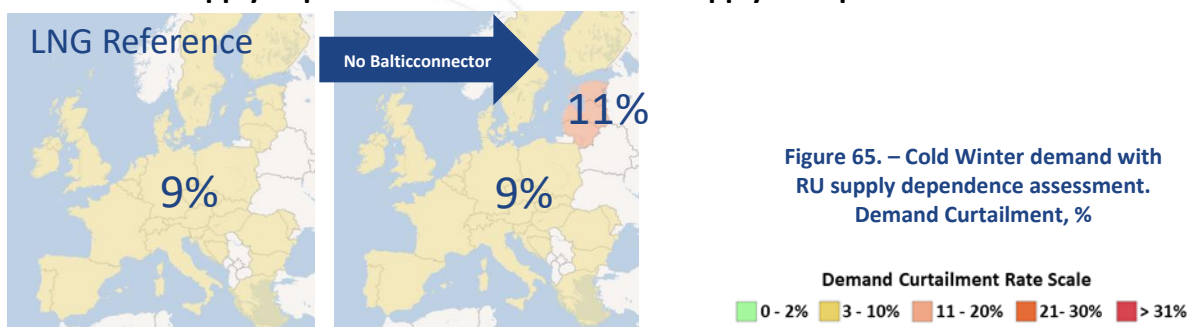 LNG Reference
9%
No Balticconnector
11%
9%
Figure 65. – Cold Winter demand with
RU supply dependence assessment.
Demand Curtailment, %
Demand Curtailment Rate Scale
0 - 2% 3 - 10% 11 - 20% 21- 30% > 31%